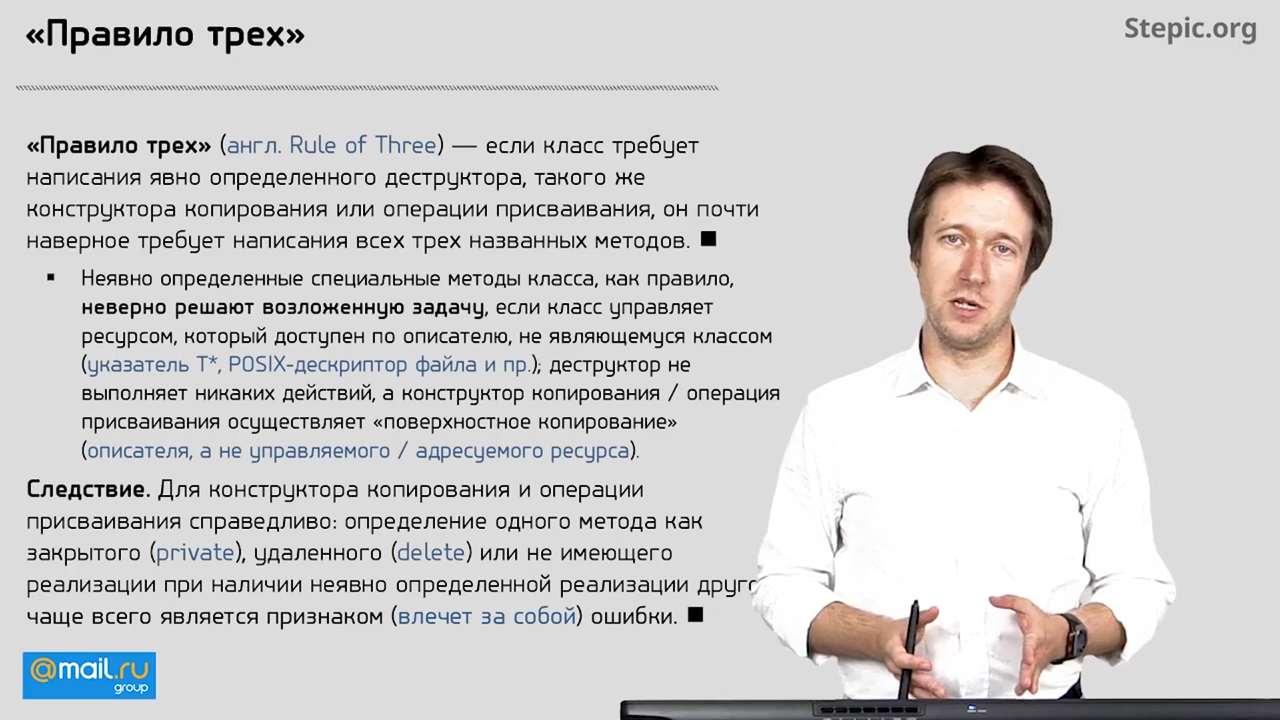 «Правило трех»
Stepic.org
«Правило трех» (англ. Rule of Three) — если класс требует
написания явно определенного деструктора, такого же
конструктора копирования или операции присваивания, он почти
наверное требует написания всех трех названных методов. ■
▪ Неявно определенные специальные методы класса, как правило,
неверно решают возложенную задачу, если класс управляет
ресурсом, который доступен по описателю, не являющемуся классом
(указатель T*, POSIX-дескриптор файла и пр.); деструктор не
выполняет никаких действий, а конструктор копирования / операция
присваивания осуществляет «поверхностное копирование»
(описателя, а не управляемого / адресуемого ресурса).
Следствие. Для конструктора копирования и операции
присваивания справедливо: определение одного метода как
закрытого (private), удаленного (delete) или не имеющего
реализации при наличии неявно определенной реализации
чаще всего является признаком (влечет за собой) ошибки. ■
@mail.ru
group